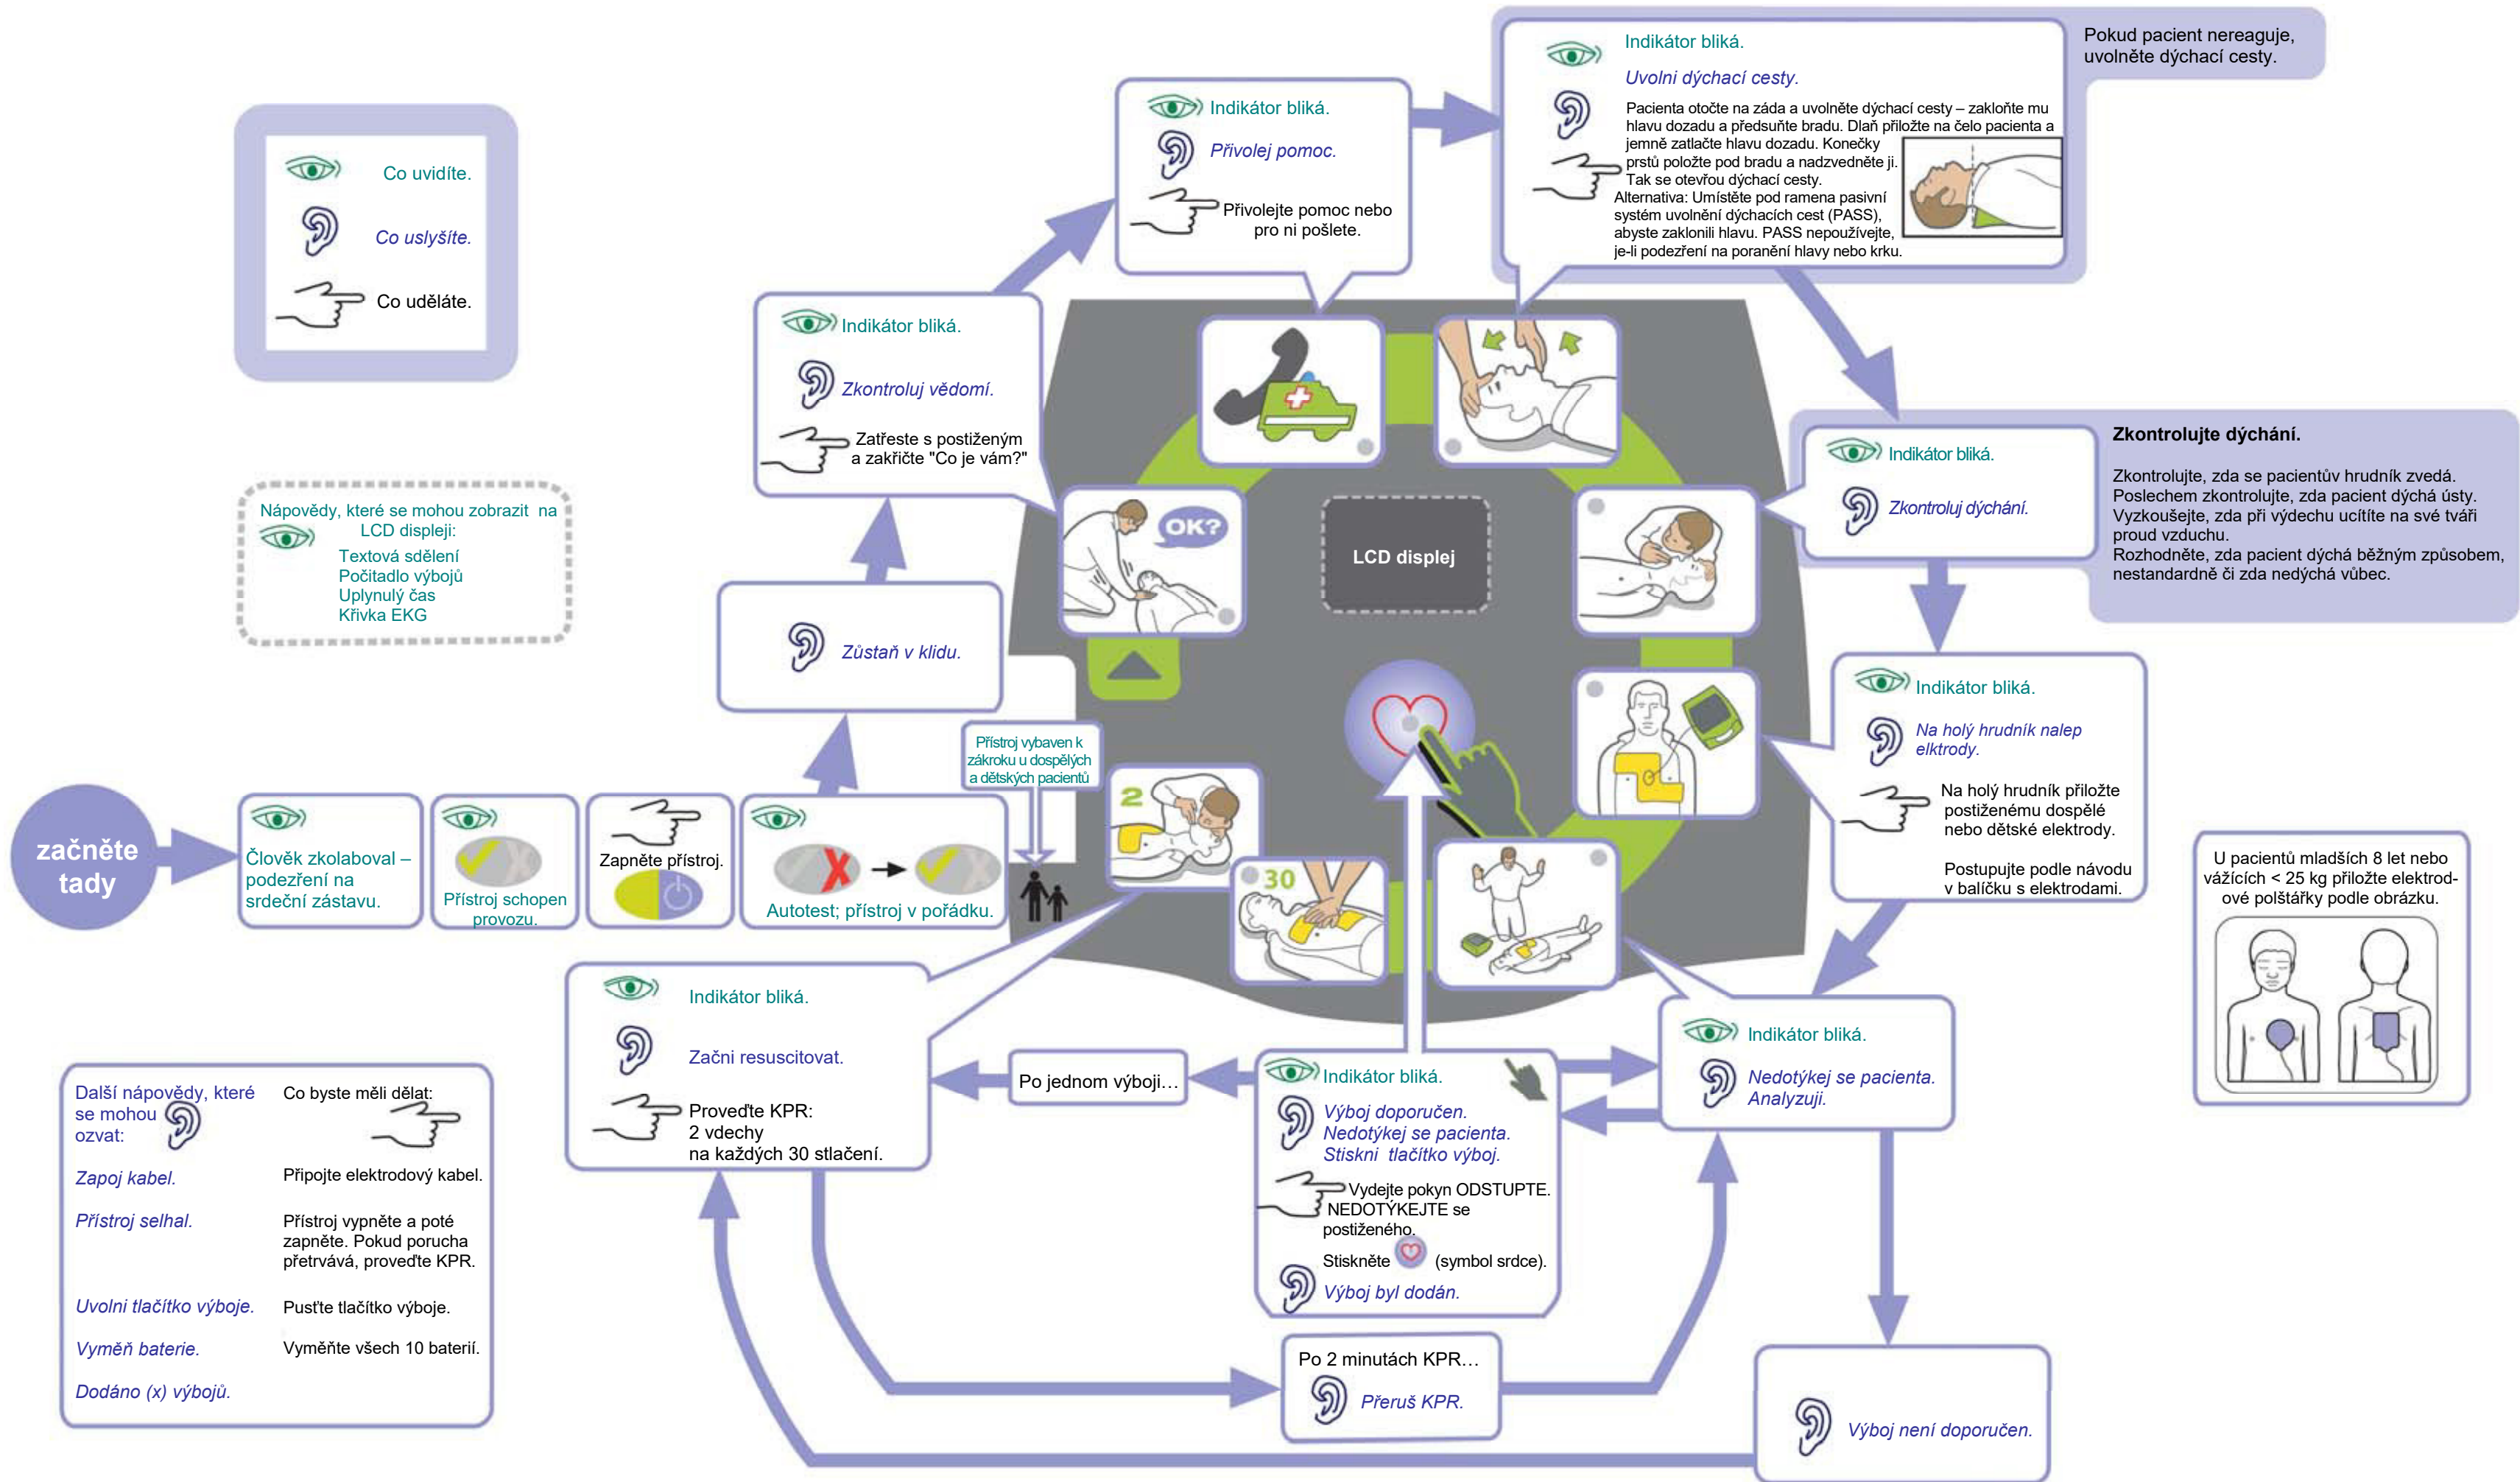 Co uvidíte.
Co uslyšíte.
Co uděláte.
Nápovědy, které se mohou zobrazit na
LCD displeji:
Textová sdělení
Počitadlo výbojů
Uplynulý čas
Křivka EKG
začněte
tady
Člověk zkolaboval –
podezření na
srdeční zástavu.
Přístroj schopen
provozu.
Zapněte přístroj.
Autotest; přístroj v pořádku.
Přístroj vybaven k
zákroku u dospělých
a dětských pacientů
Zůstaň v klidu.
Indikátor bliká.
Zkontroluj vědomí.
Zatřeste s postiženým
a zakřičte "Co je vám?"
Indikátor bliká.
Přivolej pomoc.
Přivolejte pomoc nebo
pro ni pošlete.
Indikátor bliká.
Uvolni dýchací cesty.
Pacienta otočte na záda a uvolněte dýchací cesty – zakloňte mu
hlavu dozadu a předsuňte bradu. Dlaň přiložte na čelo pacienta a
jemně zatlačte hlavu dozadu. Konečky
prstů položte pod bradu a nadzvedněte ji.
Tak se otevřou dýchací cesty.
Alternativa: Umístěte pod ramena pasivní
systém uvolnění dýchacích cest (PASS),
abyste zaklonili hlavu. PASS nepoužívejte,
je-li podezření na poranění hlavy nebo krku.
Pokud pacient nereaguje,
uvolněte dýchací cesty.
Indikátor bliká.
Zkontroluj dýchání.
Zkontrolujte dýchání.
Zkontrolujte, zda se pacientův hrudník zvedá.
Poslechem zkontrolujte, zda pacient dýchá ústy.
Vyzkoušejte, zda při výdechu ucítíte na své tváři
proud vzduchu.
Rozhodněte, zda pacient dýchá běžným způsobem,
nestandardně či zda nedýchá vůbec.
OK?
LCD displej
2
30
Indikátor bliká.
Na holý hrudník nalep
elktrody.
Na holý hrudník přiložte
postiženému dospělé
nebo dětské elektrody.
Postupujte podle návodu
v balíčku s elektrodami.
U pacientů mladších 8 let nebo
vážících < 25 kg přiložte elektrod-
ové polštářky podle obrázku.
Indikátor bliká.
Nedotýkej se pacienta.
Analyzuji.
Indikátor bliká.
Výboj doporučen.
Nedotýkej se pacienta.
Stiskni tlačítko výboj.
Vydejte pokyn ODSTUPTE.
NEDOTÝKEJTE se
postiženého.
Stiskněte (symbol srdce).
Výboj byl dodán.
Po jednom výboji…
Indikátor bliká.
Začni resuscitovat.
Proveďte KPR:
2 vdechy
na každých 30 stlačení.
Po 2 minutách KPR…
Přeruš KPR.
Výboj není doporučen.
Další nápovědy, které
se mohou
ozvat:
Co byste měli dělat:
Zapoj kabel.
Připojte elektrodový kabel.
Přístroj selhal.
Přístroj vypněte a poté
zapněte. Pokud porucha
přetrvává, proveďte KPR.
Uvolni tlačítko výboje.
Pusťte tlačítko výboje.
Vyměň baterie.
Vyměňte všech 10 baterií.
Dodáno (x) výbojů.